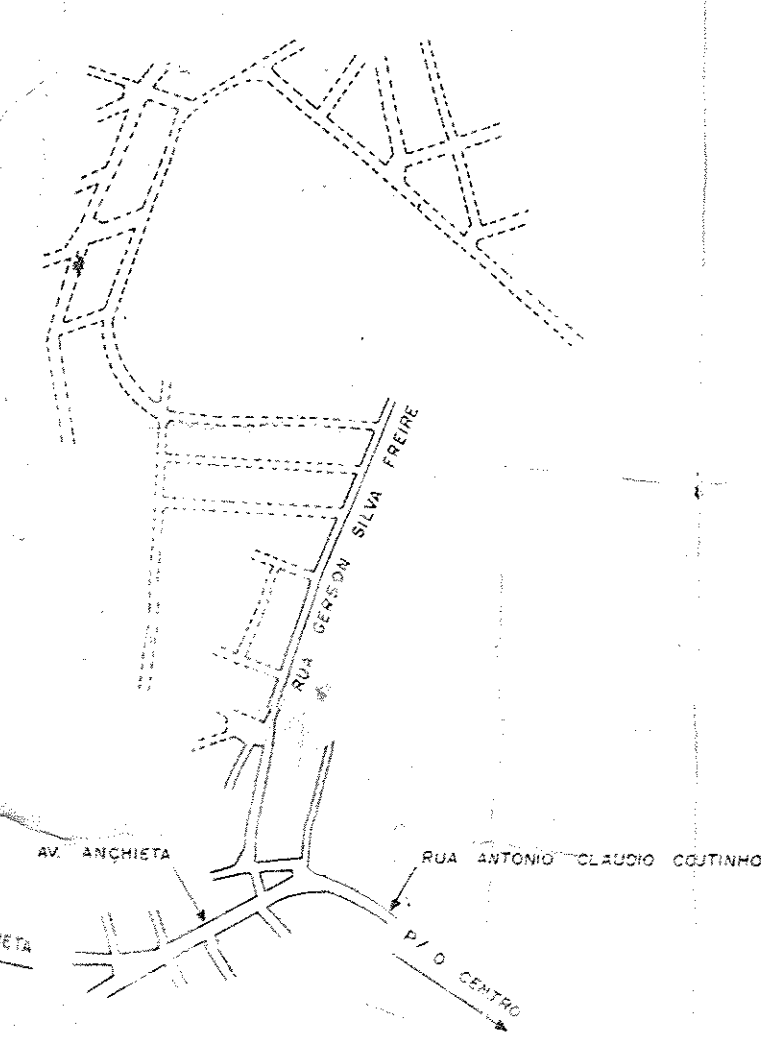 RUA GERSON SILVA FREIRE
AV. ANCHIETA
RUA ANTONIO CLAUDIO COUTINHO
P/ O CENTRO